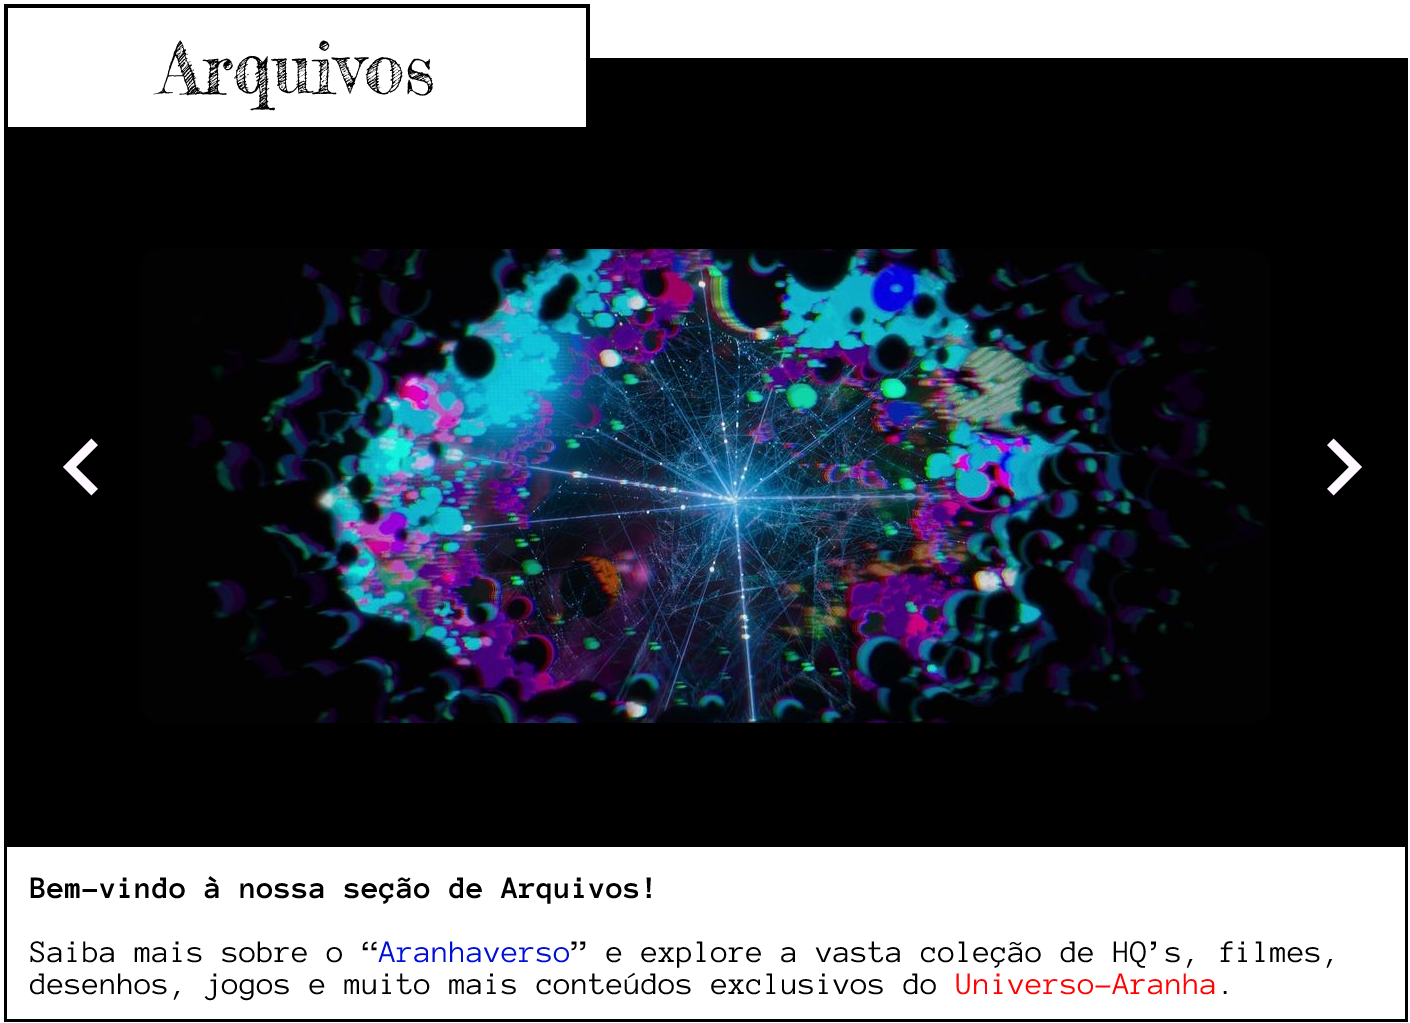 Arquivos
Bem-vindo à nossa seção de Arquivos!
Saiba mais sobre o “Aranhaverso” e explore a vasta coleção de HQ’s, filmes,
desenhos, jogos e muito mais conteúdos exclusivos do Universo-Aranha.